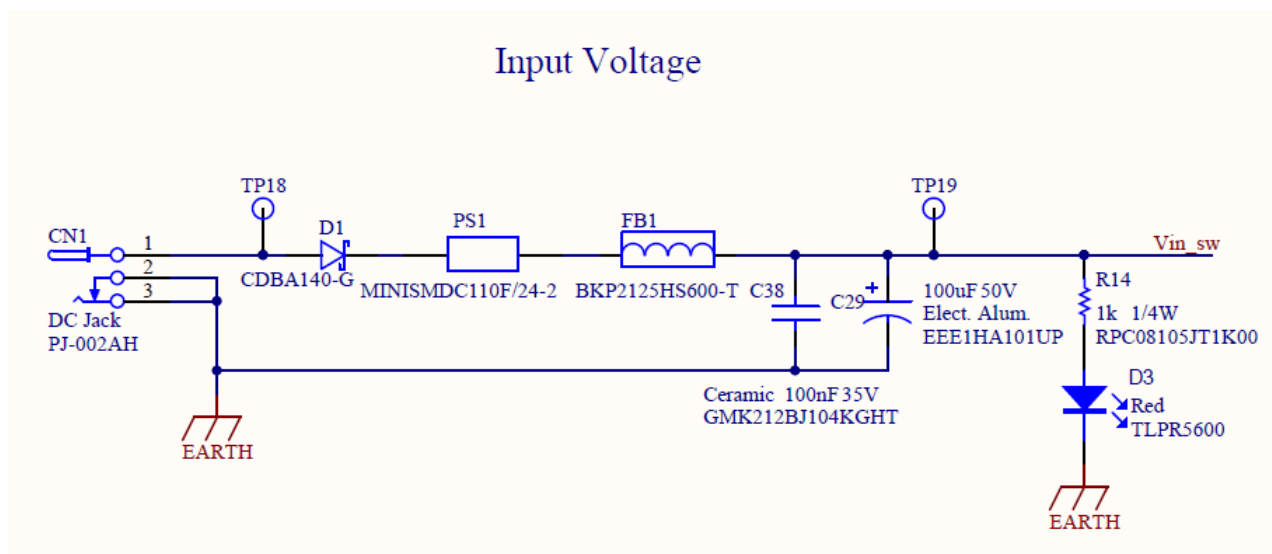 Input Voltage
TP18
TP19
CN1
1
D1
PS1
FB1
Vin_sw
2
CDBA140-G
MINISMDC110F/24-2
BKP2125HS600-T
C38
C29
+
100uF 50V
R14
3
Elect. Alum.
1k 1/4W
DC Jack
EEE1HA101UP
RPC08105JT1K00
PJ-002AH
D3
Ceramic 100nF 35V
Red
GMK212BJ104KGHT
TLPR5600
EARTH
EARTH